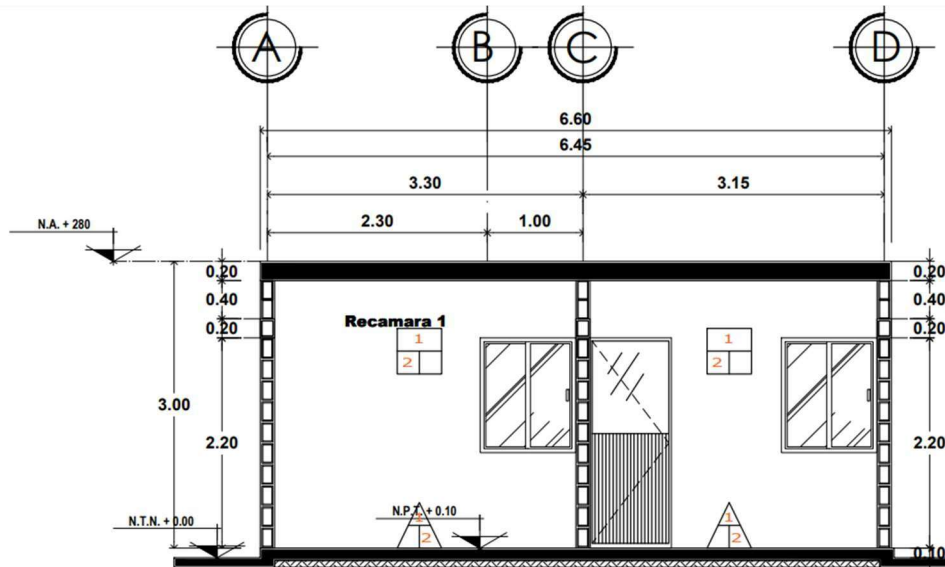 A B C D
6.60
6.45
3.30 3.15
2.30 1.00
N.A. + 280
0.20 0.20
0.40 0.40
0.20 0.20
Recamara 1
1 1
2 2
3.00
2.20 2.20
N.T.N. + 0.00
N.P.T. + 0.10
1 1
2 2
0.10